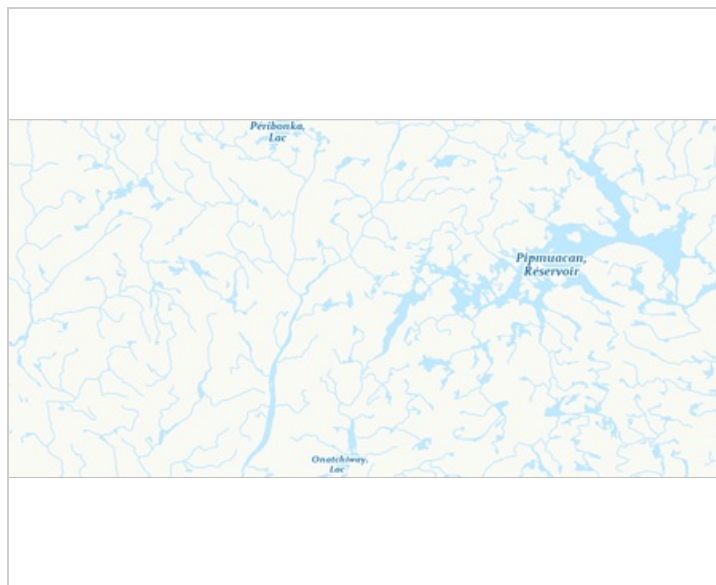 Péribonka,
Lac
Pipmuacan,
Réservoir
Onatchiway,
Lac